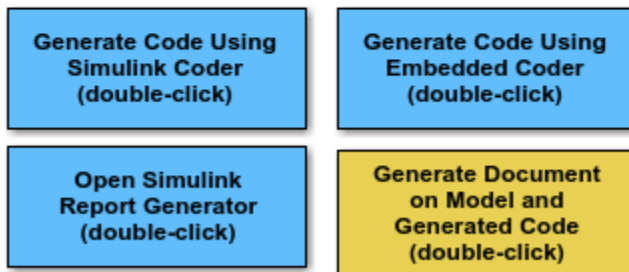 Generate Code Using
Simulink Coder
(double-click)
Generate Code Using
Embedded Coder
(double-click)
Open Simulink
Report Generator
(double-click)
Generate Document
on Model and
Generated Code
(double-click)